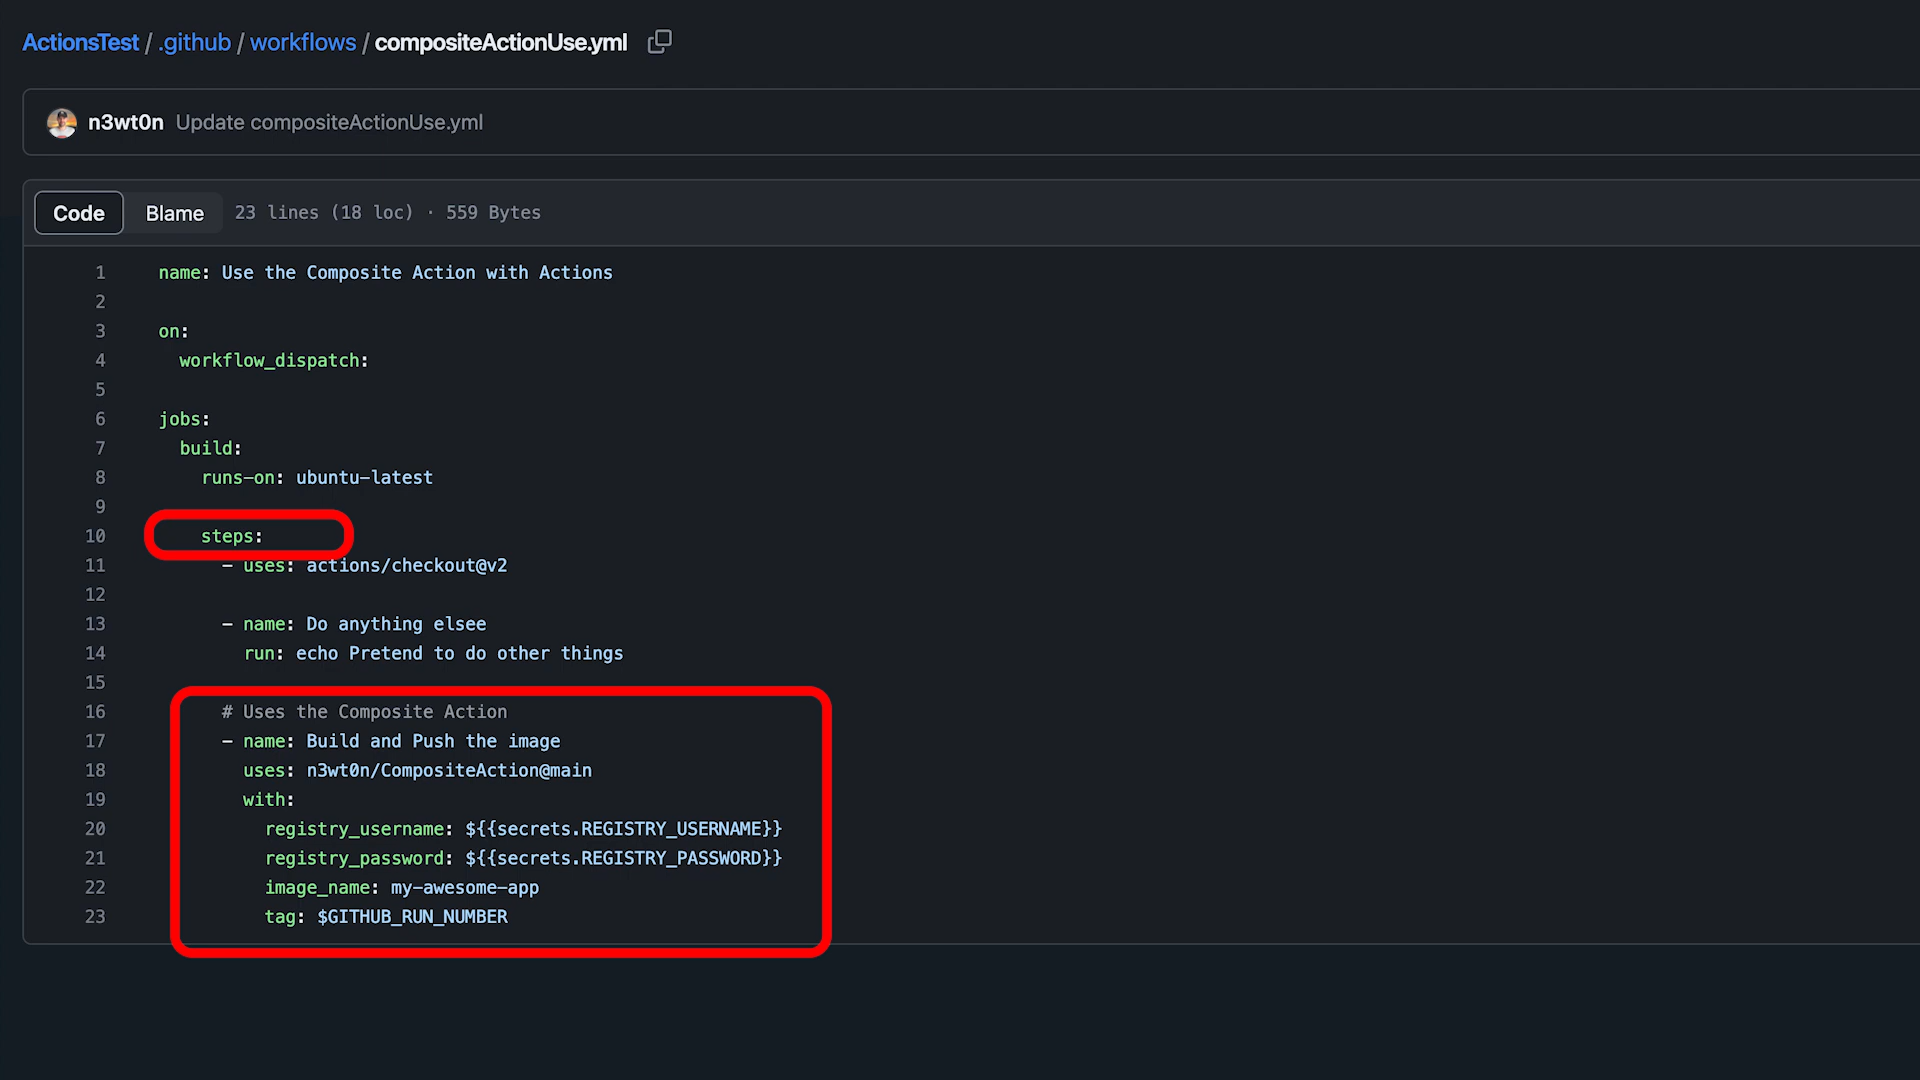 ActionsTest / .github / workflows / compositeActionUse.yml
n3wt0n Update compositeActionUse.yml
Code Blame 23 lines (18 loc) · 559 Bytes
1 name: Use the Composite Action with Actions
2
3 on:
4 workflow_dispatch:
5
6 jobs:
7 build:
8 runs-on: ubuntu-latest
9
10 steps:
11 - uses: actions/checkout@v2
12
13 - name: Do anything elsee
14 run: echo Pretend to do other things
15
16 # Uses the Composite Action
17 - name: Build and Push the image
18 uses: n3wt0n/CompositeAction@main
19 with:
20 registry_username: ${{secrets.REGISTRY_USERNAME}}
21 registry_password: ${{secrets.REGISTRY_PASSWORD}}
22 image_name: my-awesome-app
23 tag: $GITHUB_RUN_NUMBER